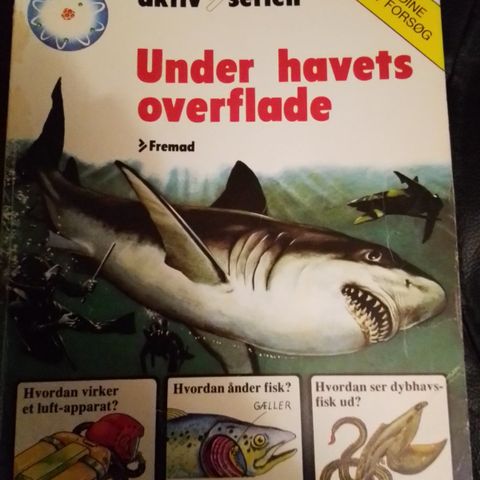 aktiv serien
DINE
FORSØG
Under havets
overflade
Fremad
Hvordan virker
et luft-apparat?
Hvordan ånder fisk?
GÆLLER
Hvordan ser dybhavs-
fisk ud?